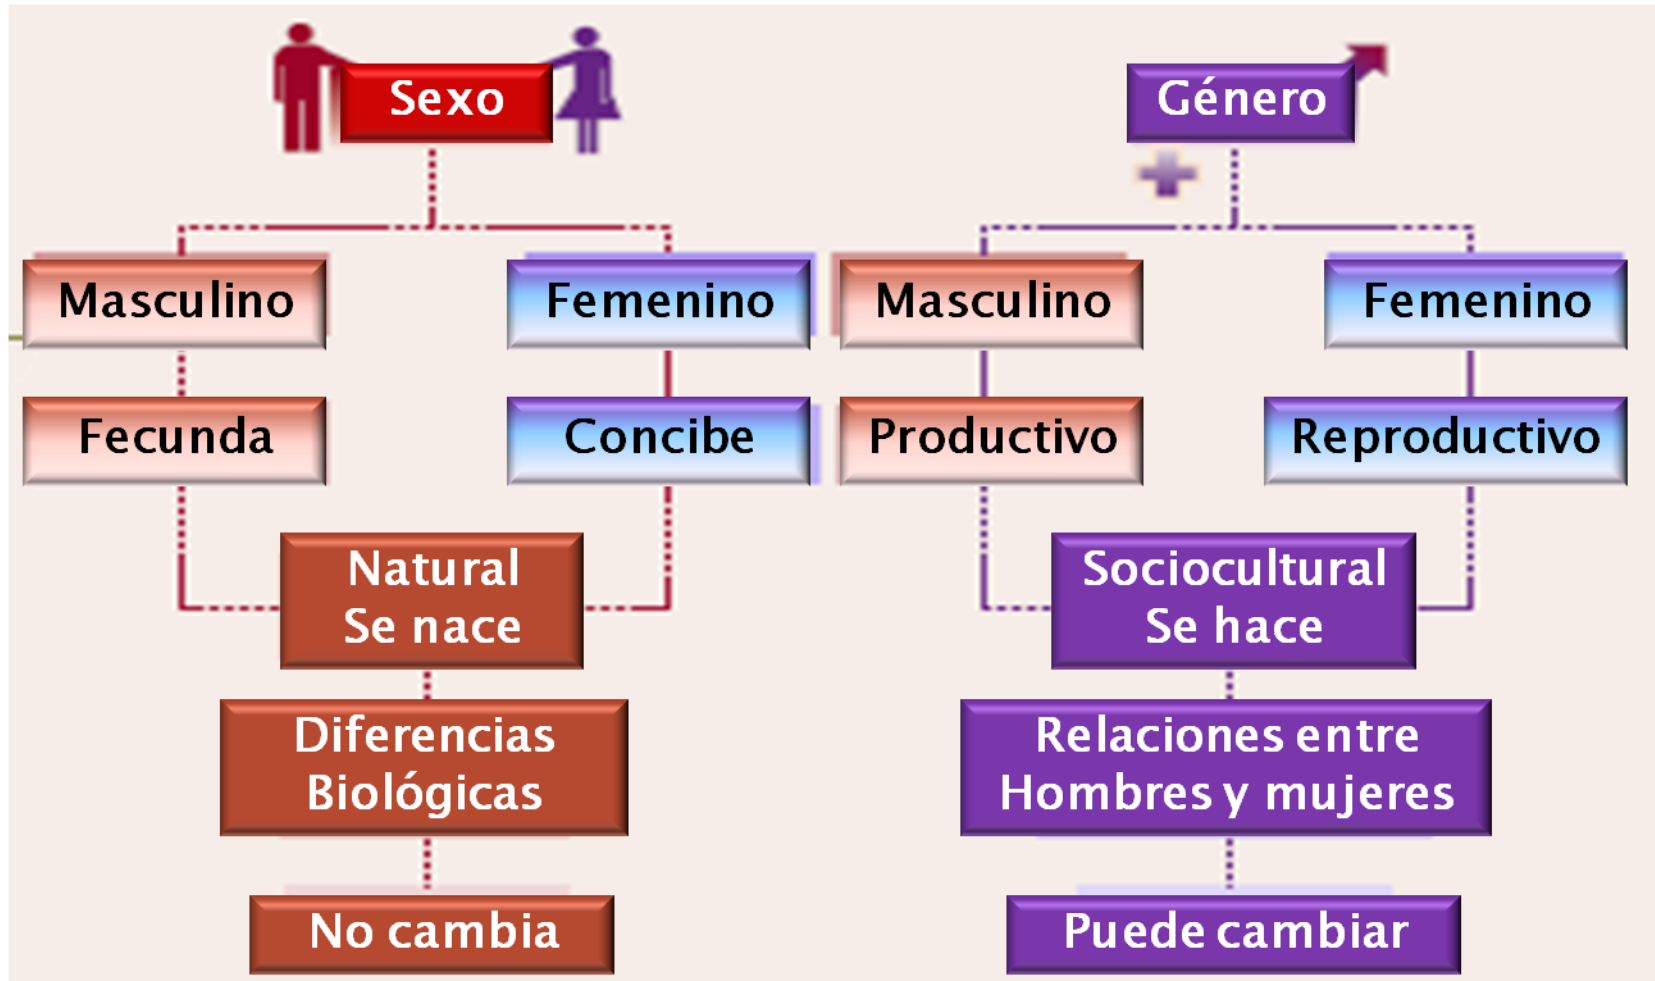 Sexo
Masculino
Femenino
Fecunda
Concibe
Natural
Se nace
Diferencias
Biológicas
No cambia
Género
Masculino
Femenino
Productivo
Reproductivo
Sociocultural
Se hace
Relaciones entre
Hombres y mujeres
Puede cambiar